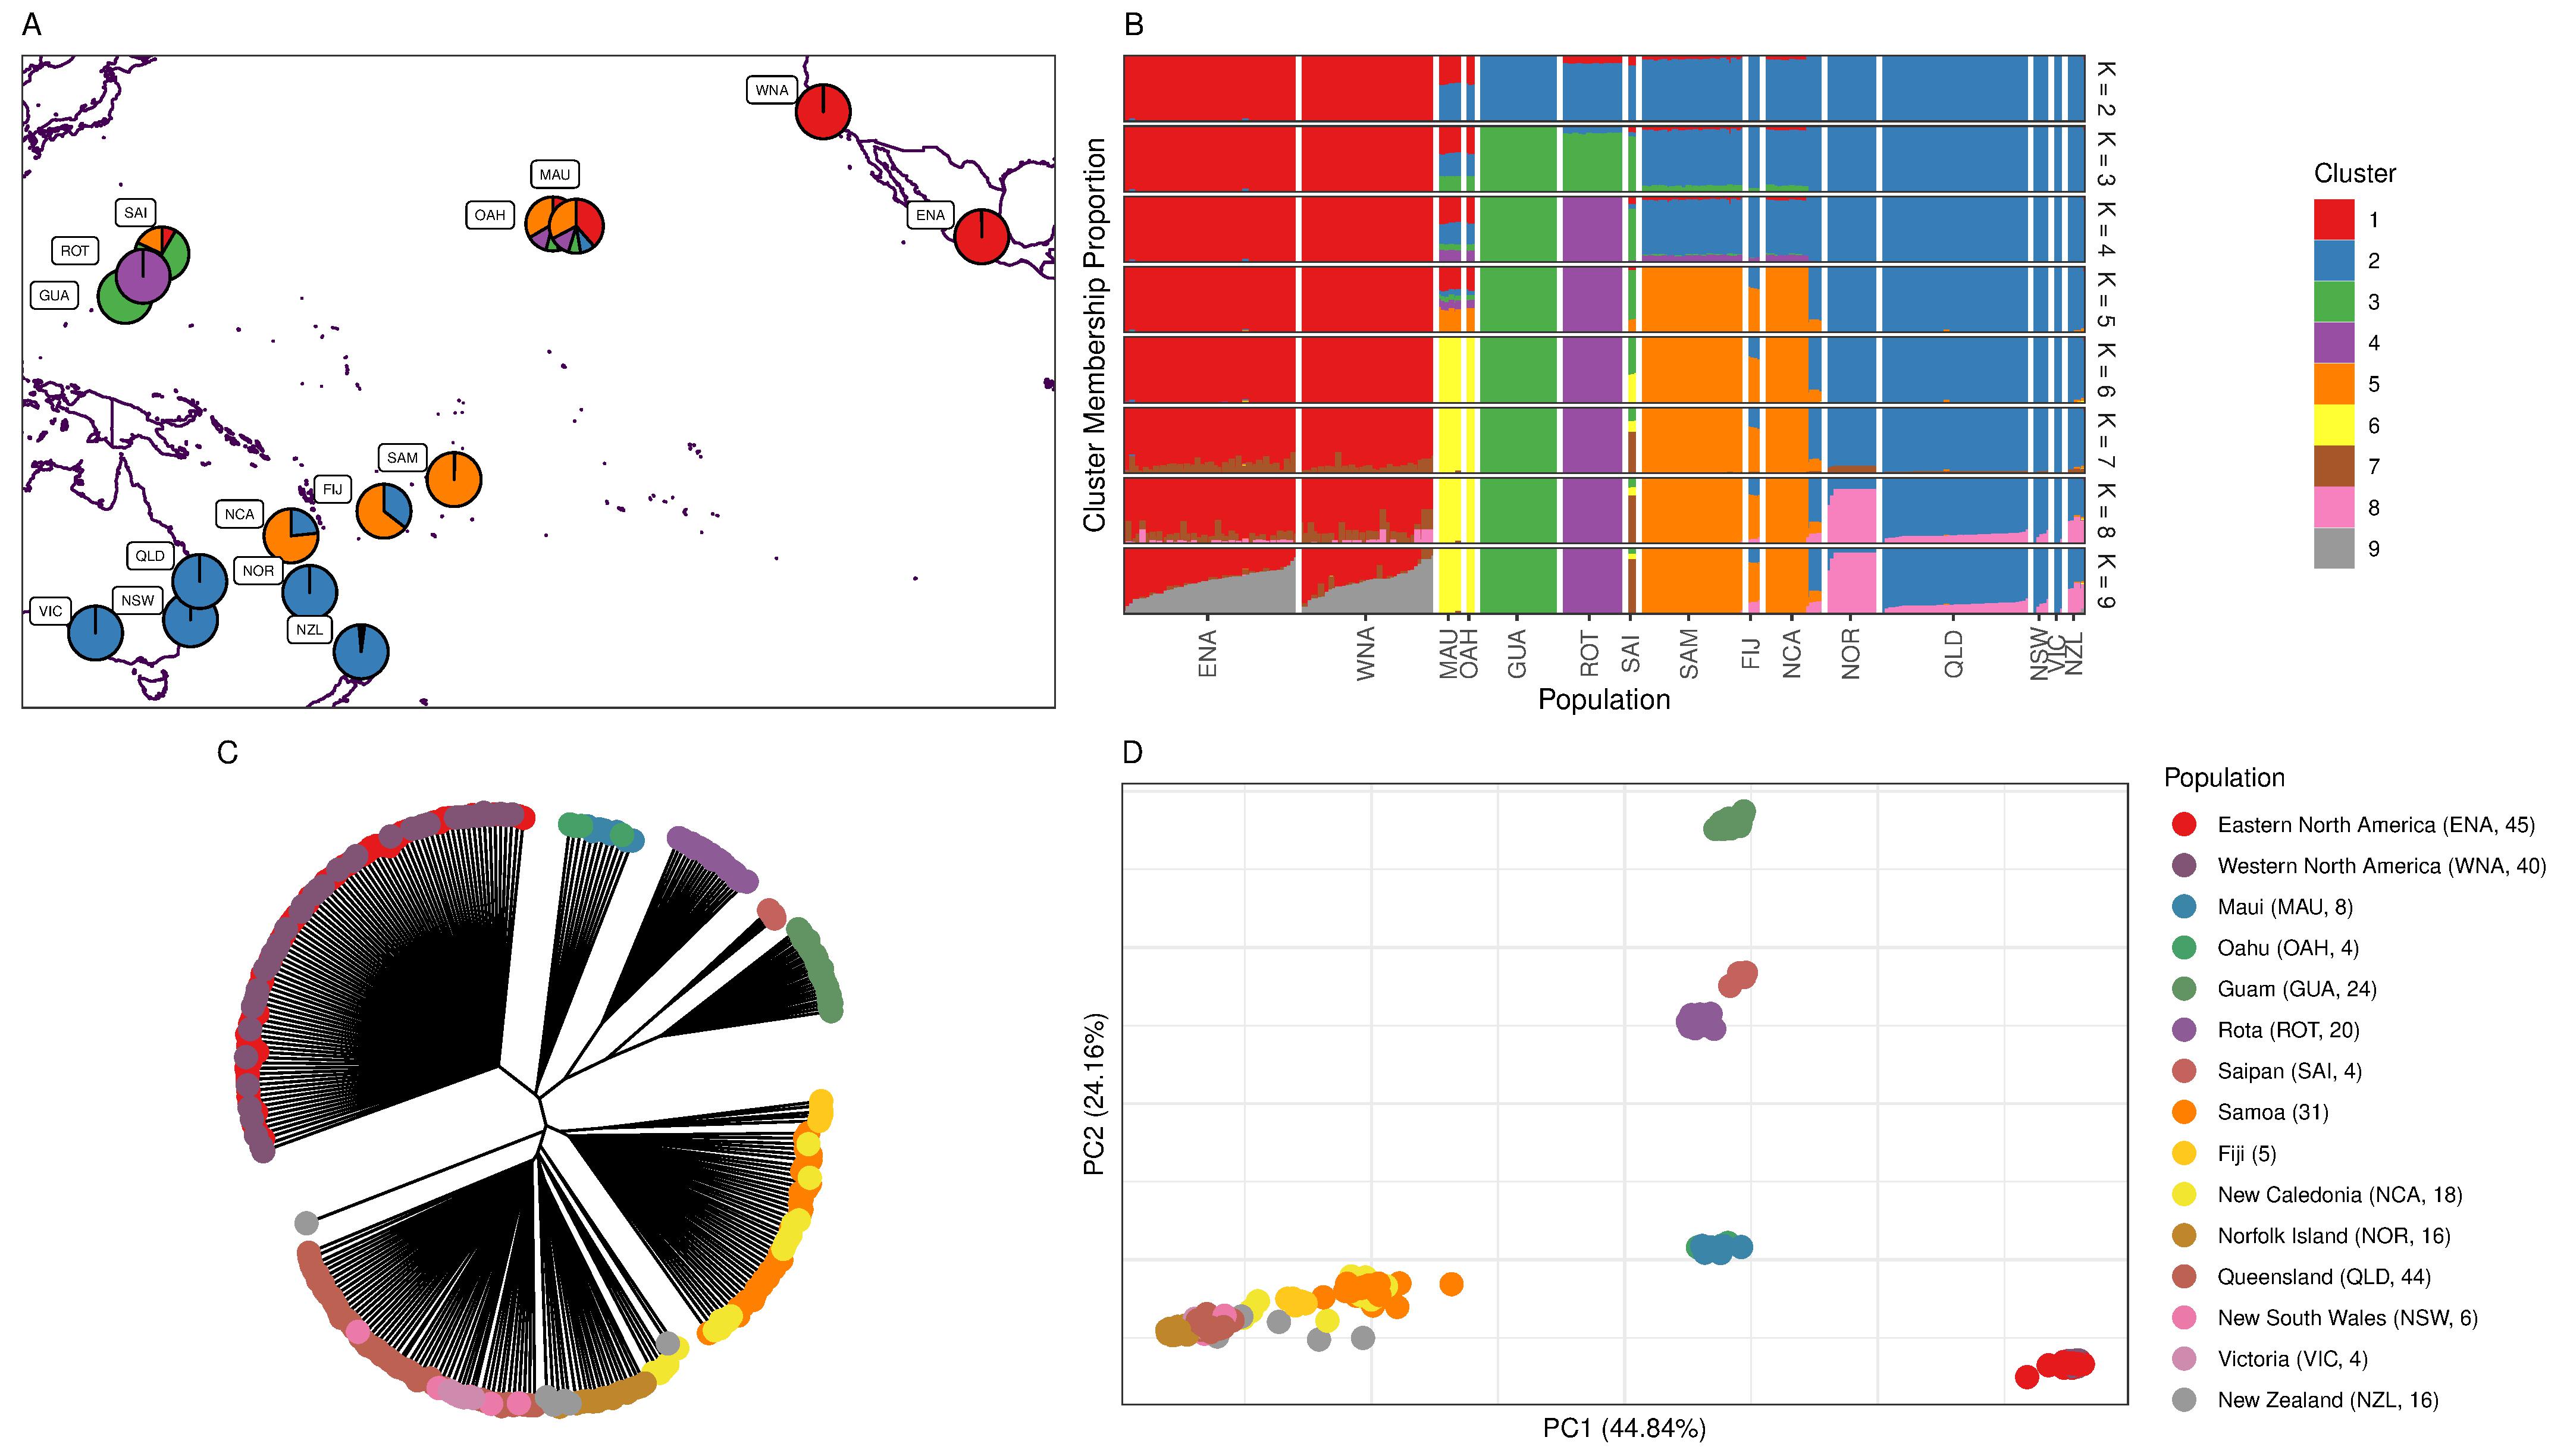 A
WNA
MAU
OAH
ENA
SAI
ROT
GUA
SAM
FIJ
NCA
QLD
NOR
NSW
VIC
NZL
B
Cluster Membership Proportion
K = 2
K = 3
K = 4
K = 5
K = 6
K = 7
K = 8
K = 9
ENA
WNA
MAU
OAH
GUA
ROT
SAI
SAM
FIJ
NCA
NOR
QLD
NSW
VIC
NZL
Population
Cluster
1
2
3
4
5
6
7
8
9
C
D
PC2 (24.16%)
PC1 (44.84%)
Population
Eastern North America (ENA, 45)
Western North America (WNA, 40)
Maui (MAU, 8)
Oahu (OAH, 4)
Guam (GUA, 24)
Rota (ROT, 20)
Saipan (SAI, 4)
Samoa (31)
Fiji (5)
New Caledonia (NCA, 18)
Norfolk Island (NOR, 16)
Queensland (QLD, 44)
New South Wales (NSW, 6)
Victoria (VIC, 4)
New Zealand (NZL, 16)